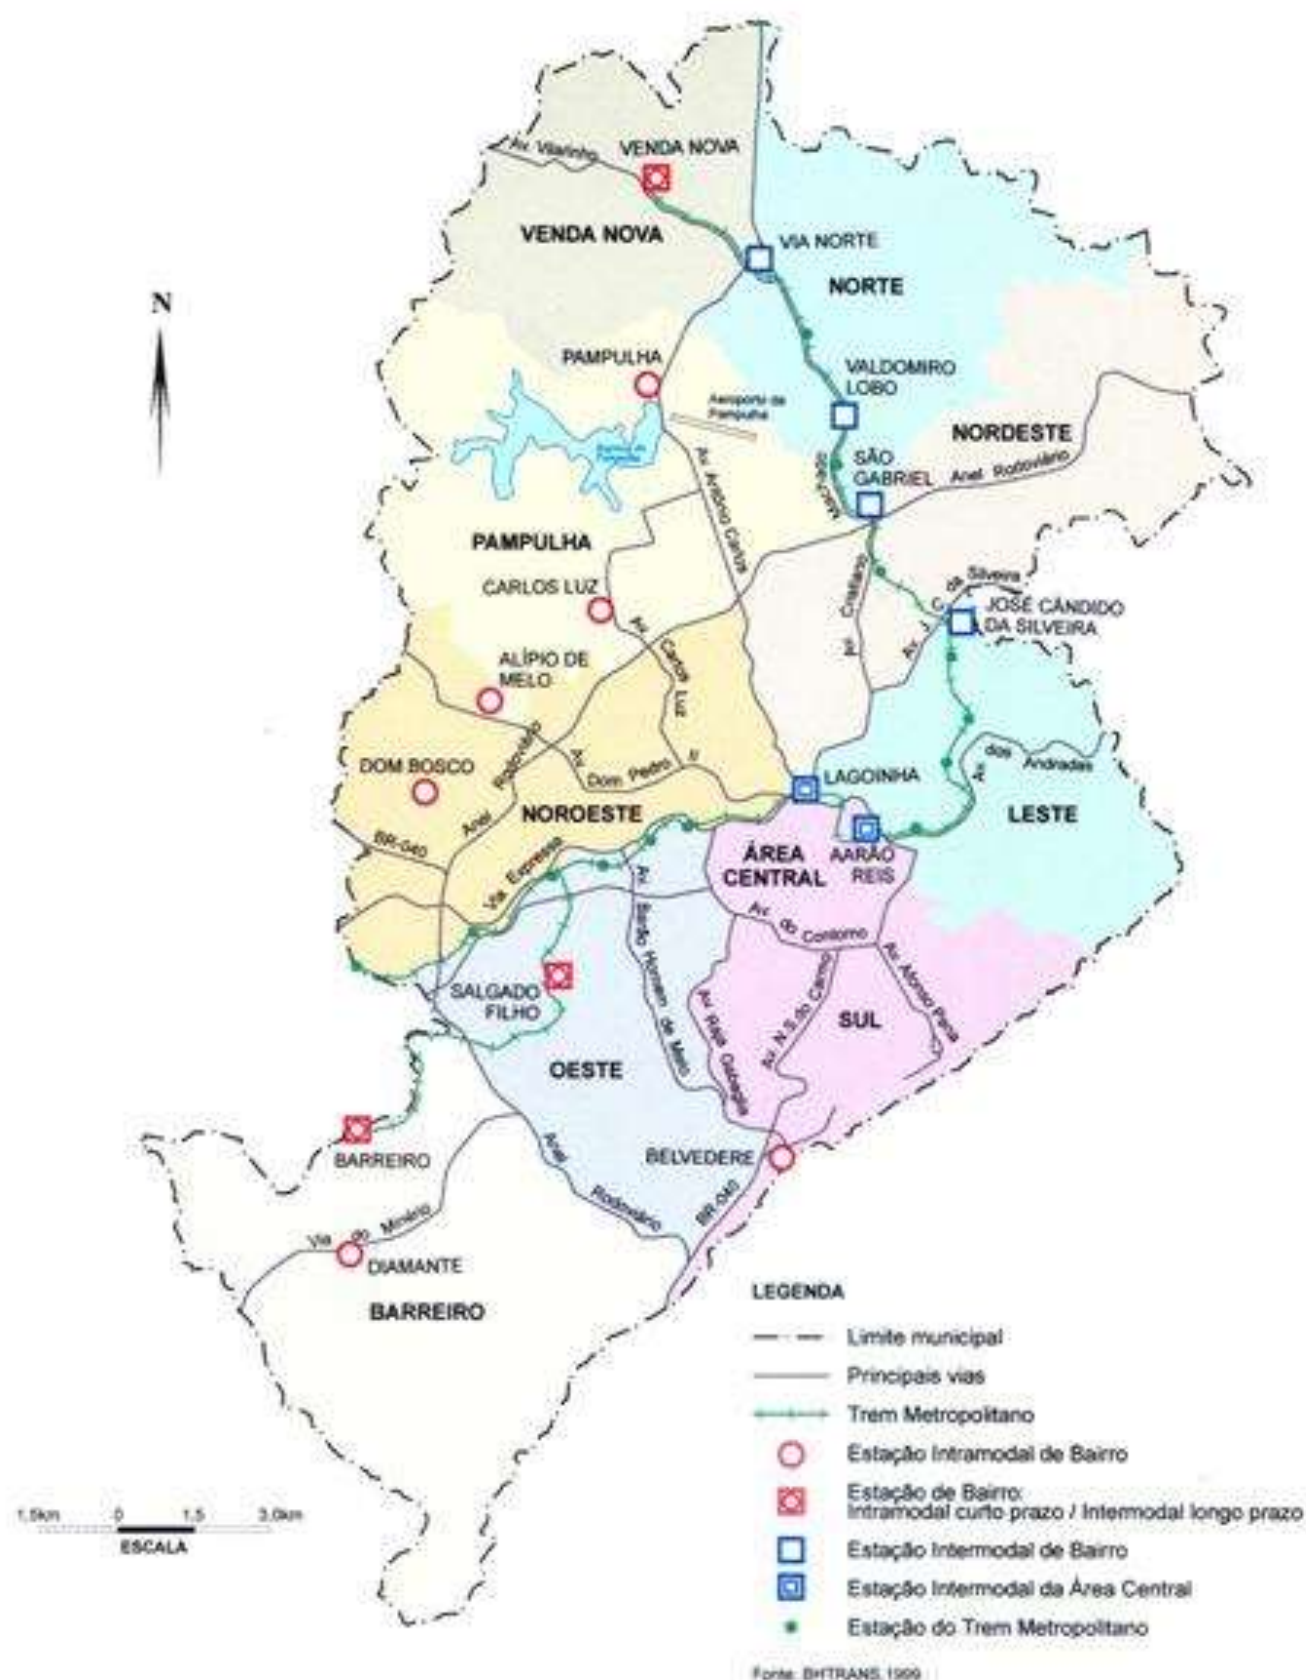 Av. Vilarinho
VENDA NOVA
VENDA NOVA
VIA NORTE
NORTE
N
PAMPULHA
VALDOMIRO
LOBO
Aeroporto da
Pampulha
NORDESTE
SÃO
GABRIEL
Anel Rodoviário
Av. Antônio Carlos
PAMPULHA
CARLOS LUZ
Av. Cristiano
Av. J. C. da Silveira
JOSÉ CÂNDIDO
DA SILVEIRA
ALÍPIO DE
MELO
Av. Carlos Luz
DOM BOSCO
Anel Rodoviário
Av. Dom Pedro II
LAGOINHA
Av. dos Andradas
NOROESTE
LESTE
BR-040
Via Expressa
ÁREA
CENTRAL
AARÃO
REIS
Av. Barão Homem de Melo
Av. do Contorno
Av. Afonso Pena
SALGADO
FILHO
Av. Raja Gabaglia
Av. N.S. do Carmo
SUL
OESTE
BARREIRO
Anel Rodoviário
BELVEDERE
BR-040
Via do Minério
DIAMANTE
BARREIRO
LEGENDA
Limite municipal
Principais vias
Trem Metropolitano
Estação Intramodal de Bairro
Estação de Bairro:
Intramodal curto prazo / Intermodal longo prazo
Estação Intermodal de Bairro
Estação Intermodal da Área Central
Estação do Trem Metropolitano
1,5km 0 1,5 3,0km
ESCALA
Fonte: BHTRANS, 1999